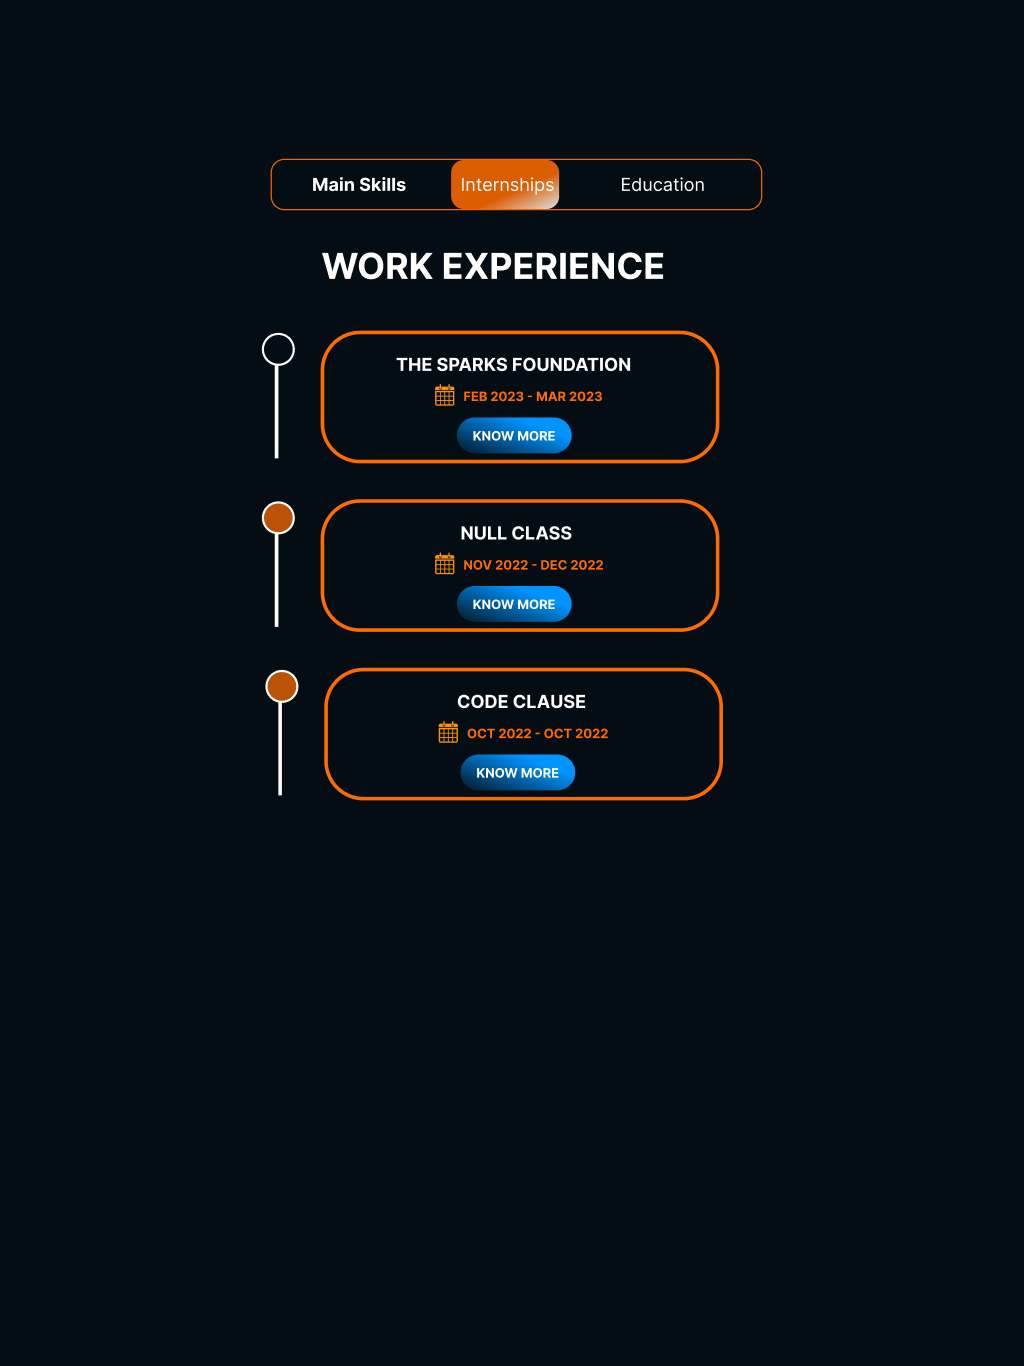 Main Skills Internships Education
WORK EXPERIENCE
THE SPARKS FOUNDATION
FEB 2023 - MAR 2023
KNOW MORE
NULL CLASS
NOV 2022 - DEC 2022
KNOW MORE
CODE CLAUSE
OCT 2022 - OCT 2022
KNOW MORE